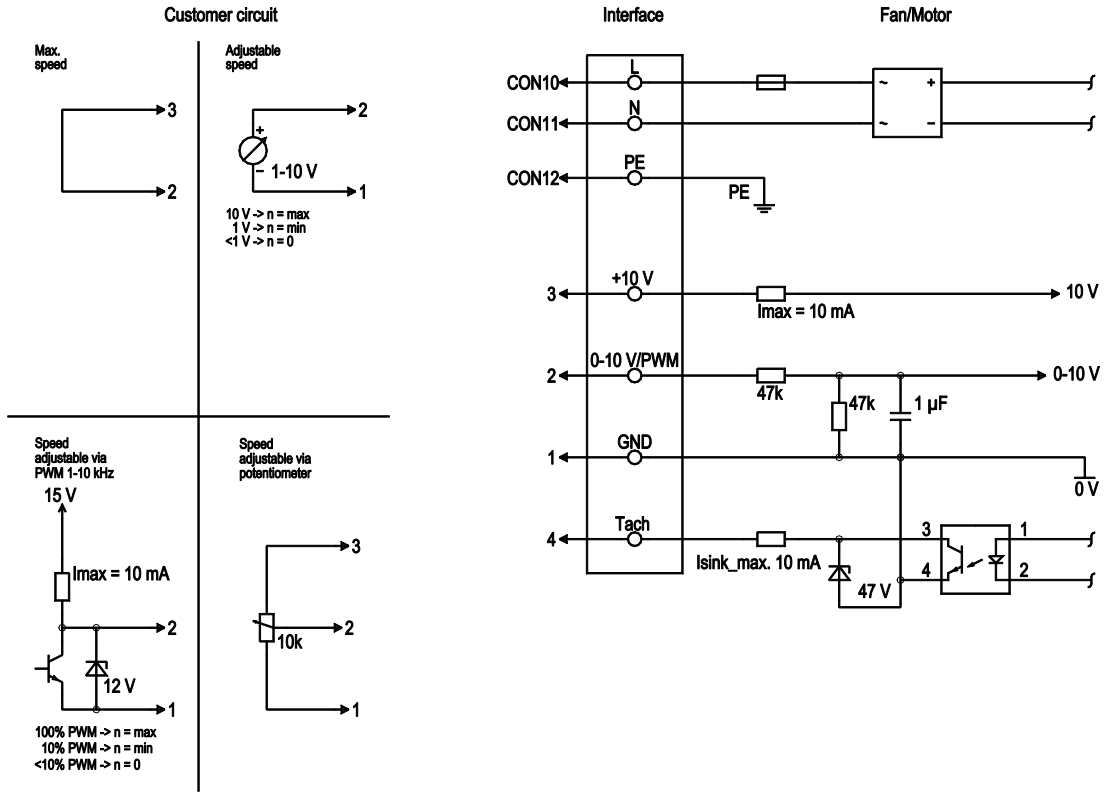 Customer circuit
Interface
Fan/Motor
Max.
speed
3
2
Adjustable
speed
2
+
− 1-10 V
1
10 V -> n = max
1 V -> n = min
<1 V -> n = 0
Speed
adjustable via
PWM 1-10 kHz
15 V
Imax = 10 mA
2
12 V
1
100% PWM -> n = max
10% PWM -> n = min
<10% PWM -> n = 0
Speed
adjustable via
potentiometer
3
2
10k
1
CON10
L
~
+
CON11
N
~
−
CON12
PE
PE
3
+10 V
10 V
Imax = 10 mA
2
0-10 V/PWM
0-10 V
47k
47k
1 µF
1
GND
0 V
4
Tach
3
1
Isink_max. 10 mA
47 V
4
2